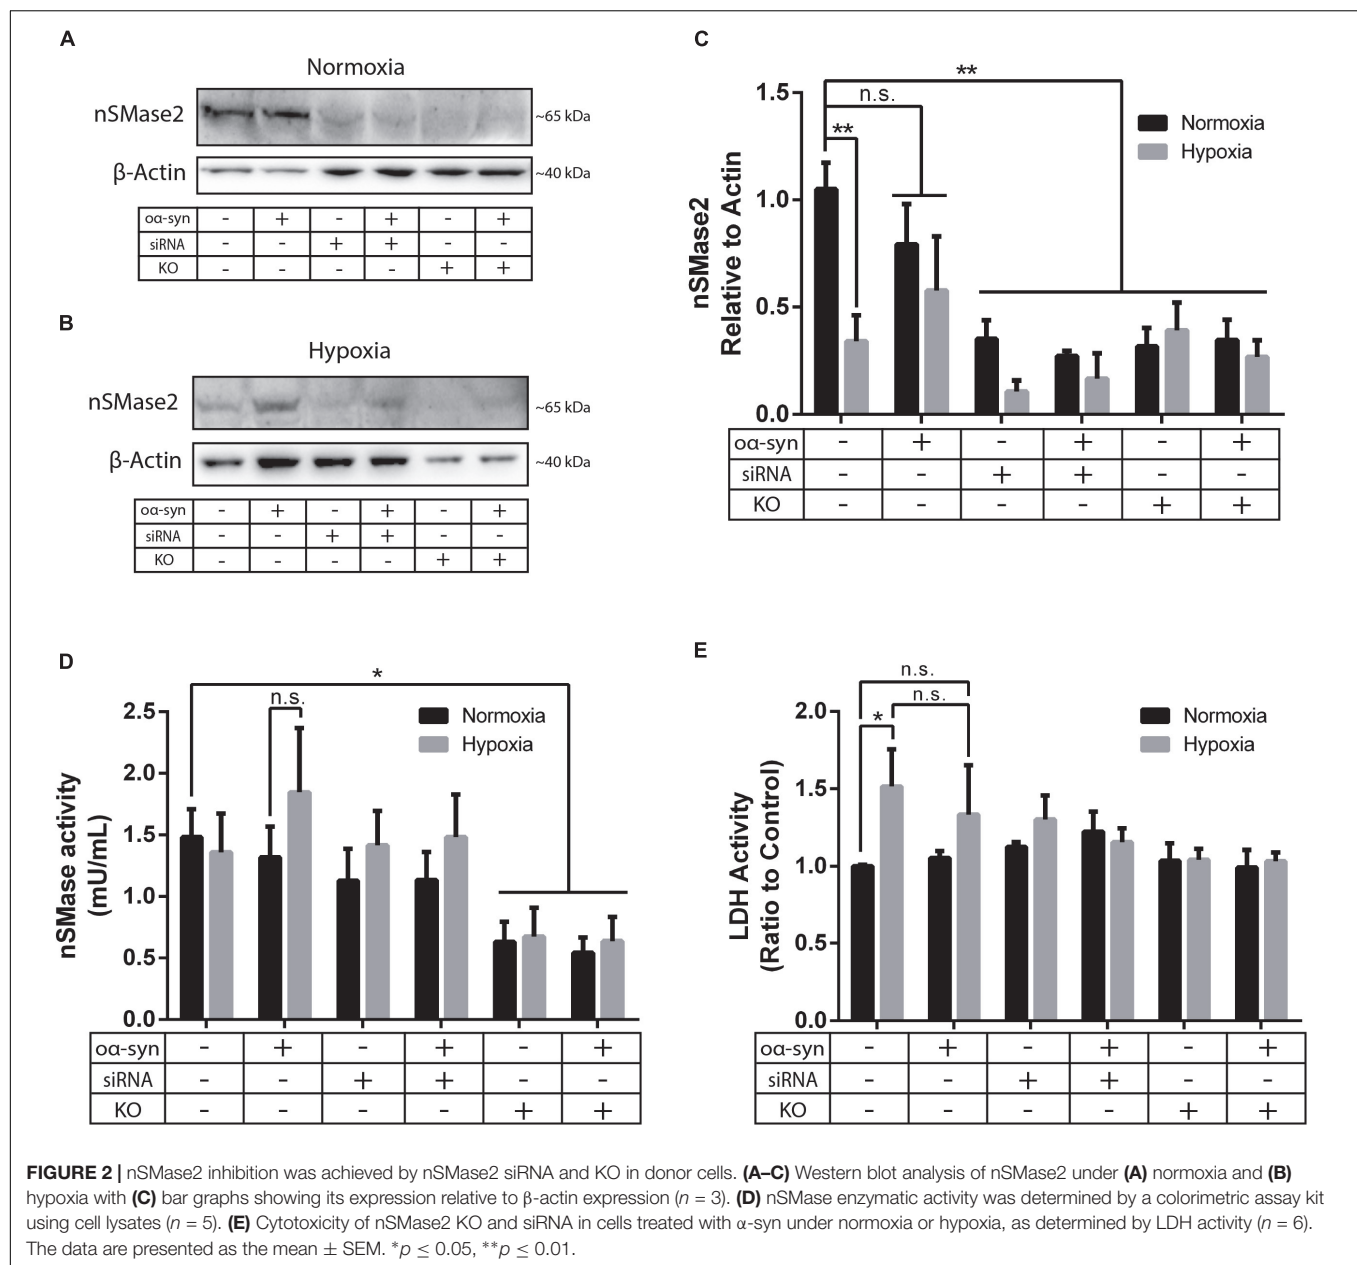 A
Normoxia
nSMase2
~65 kDa
β-Actin
~40 kDa
oα-syn - + - + - +
siRNA - - + + - -
KO - - - - + +
B
Hypoxia
nSMase2
~65 kDa
β-Actin
~40 kDa
oα-syn - + - + - +
siRNA - - + + - -
KO - - - - + +
C
**
n.s.
**
Normoxia
Hypoxia
nSMase2
Relative to Actin
1.5
1.0
0.5
0.0
oα-syn - + - + - +
siRNA - - + + - -
KO - - - - + +
D
*
n.s.
Normoxia
Hypoxia
nSMase activity
(mU/mL)
2.5
2.0
1.5
1.0
0.5
0.0
oα-syn - + - + - +
siRNA - - + + - -
KO - - - - + +
E
n.s.
n.s.
*
Normoxia
Hypoxia
LDH Activity
(Ratio to Control)
2.0
1.5
1.0
0.5
0.0
oα-syn - + - + - +
siRNA - - + + - -
KO - - - - + +
FIGURE 2 | nSMase2 inhibition was achieved by nSMase2 siRNA and KO in donor cells. (A–C) Western blot analysis of nSMase2 under (A) normoxia and (B)
hypoxia with (C) bar graphs showing its expression relative to β-actin expression (n = 3). (D) nSMase enzymatic activity was determined by a colorimetric assay kit
using cell lysates (n = 5). (E) Cytotoxicity of nSMase2 KO and siRNA in cells treated with α-syn under normoxia or hypoxia, as determined by LDH activity (n = 6).
The data are presented as the mean ± SEM. *p ≤ 0.05, **p ≤ 0.01.